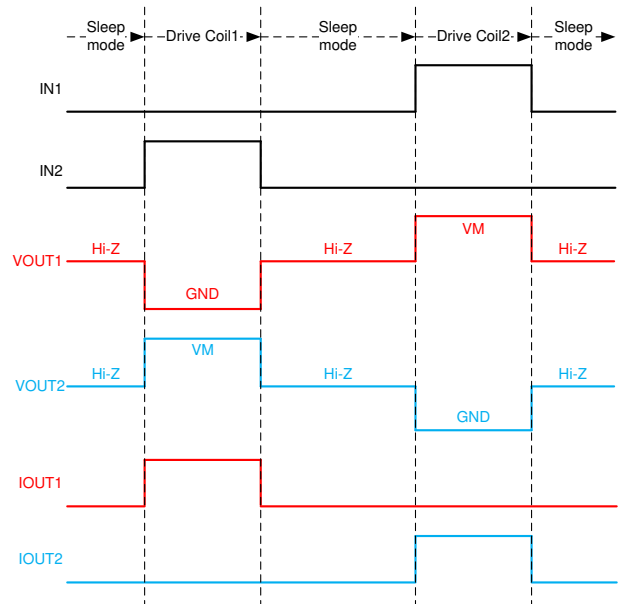 Sleep mode
Drive Coil1
Sleep mode
Drive Coil2
Sleep mode
IN1
IN2
VOUT1
Hi-Z
GND
Hi-Z
VM
Hi-Z
VOUT2
Hi-Z
VM
Hi-Z
GND
Hi-Z
IOUT1
IOUT2